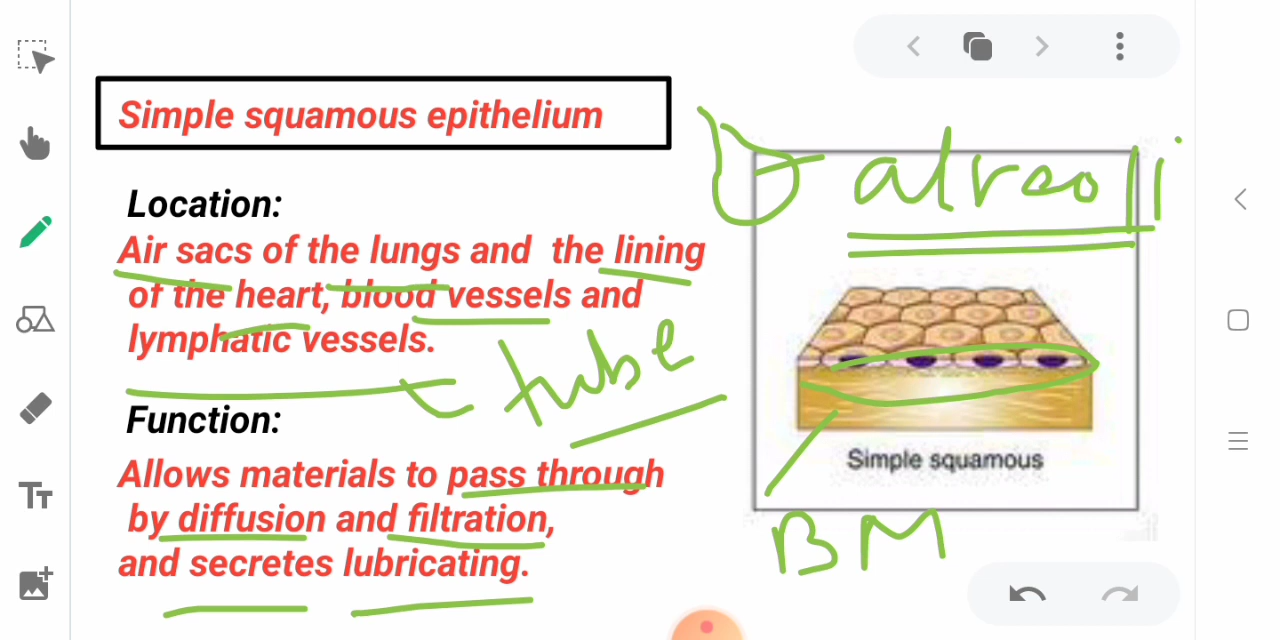 Simple squamous epithelium
alveoli
Location:
Air sacs of the lungs and the lining
of the heart, blood vessels and
lymphatic vessels.
tube
Function:
Allows materials to pass through
by diffusion and filtration,
and secretes lubricating.
Simple squamous
BM
TT